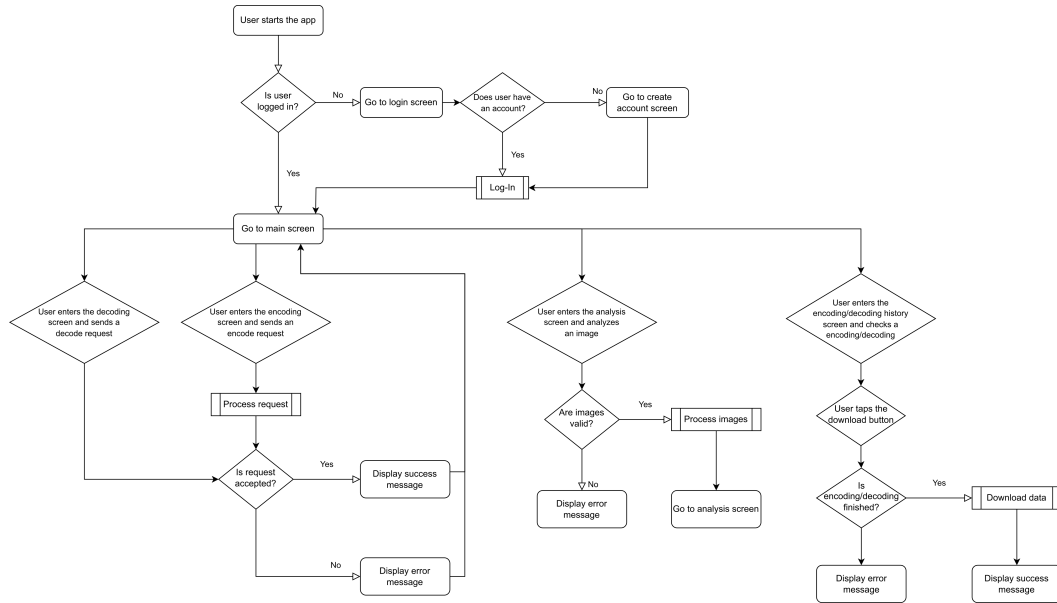 User starts the app
Is user
logged in?
No
Go to login screen
Does user have
an account?
No
Go to create
account screen
Yes
Yes
Log-In
Go to main screen
User enters the decoding
screen and sends a
decode request
User enters the encoding
screen and sends an
encode request
User enters the analysis
screen and analyzes
an image
User enters the
encoding/decoding history
screen and checks a
encoding/decoding
Process request
Are images
valid?
Yes
Process images
User taps the
download button
Is request
accepted?
Yes
Display success
message
No
Display error
message
Go to analysis screen
Is
encoding/decoding
finished?
Yes
Download data
No
Display error
message
Display error
message
Display success
message